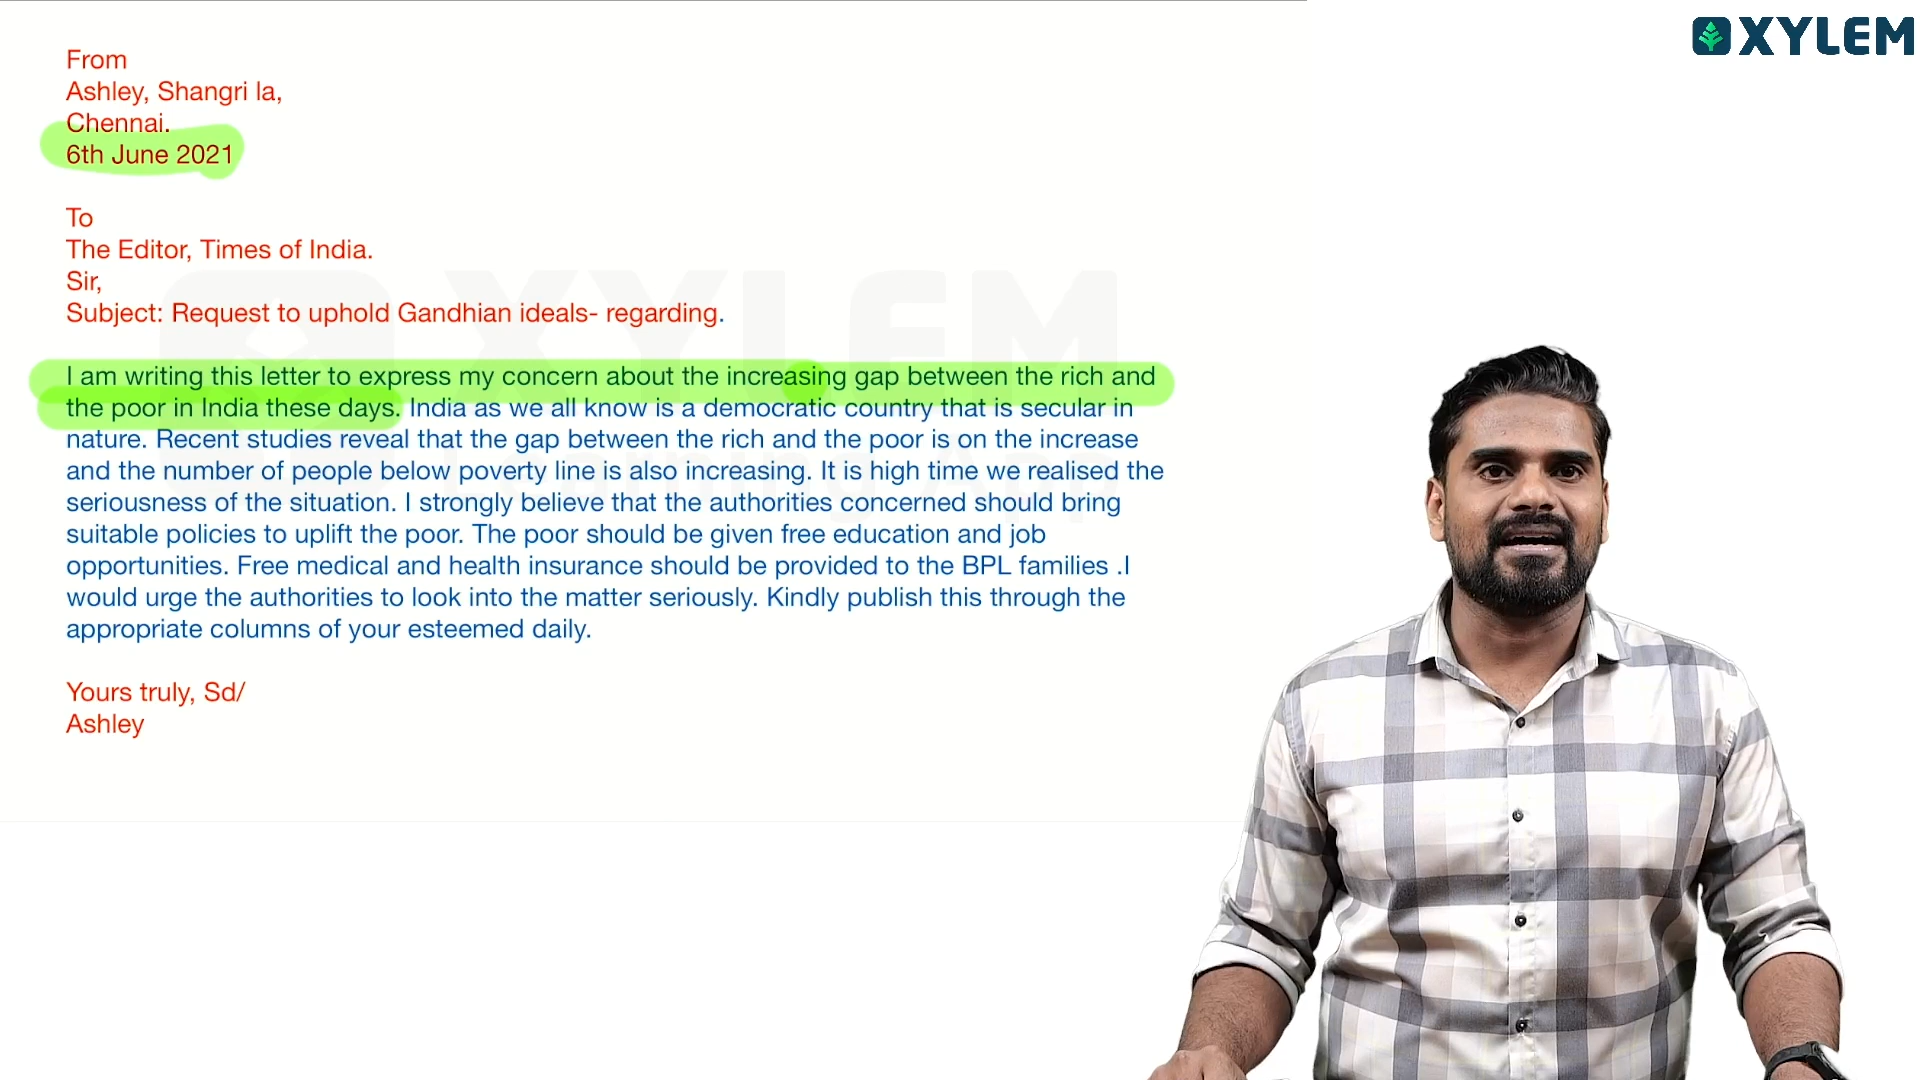 XYLEM
From
Ashley, Shangri la,
Chennai.
6th June 2021
To
The Editor, Times of India.
Sir,
Subject: Request to uphold Gandhian ideals- regarding.
I am writing this letter to express my concern about the increasing gap between the rich and
the poor in India these days. India as we all know is a democratic country that is secular in
nature. Recent studies reveal that the gap between the rich and the poor is on the increase
and the number of people below poverty line is also increasing. It is high time we realised the
seriousness of the situation. I strongly believe that the authorities concerned should bring
suitable policies to uplift the poor. The poor should be given free education and job
opportunities. Free medical and health insurance should be provided to the BPL families .I
would urge the authorities to look into the matter seriously. Kindly publish this through the
appropriate columns of your esteemed daily.
Yours truly, Sd/
Ashley
XYLEM
Learning App